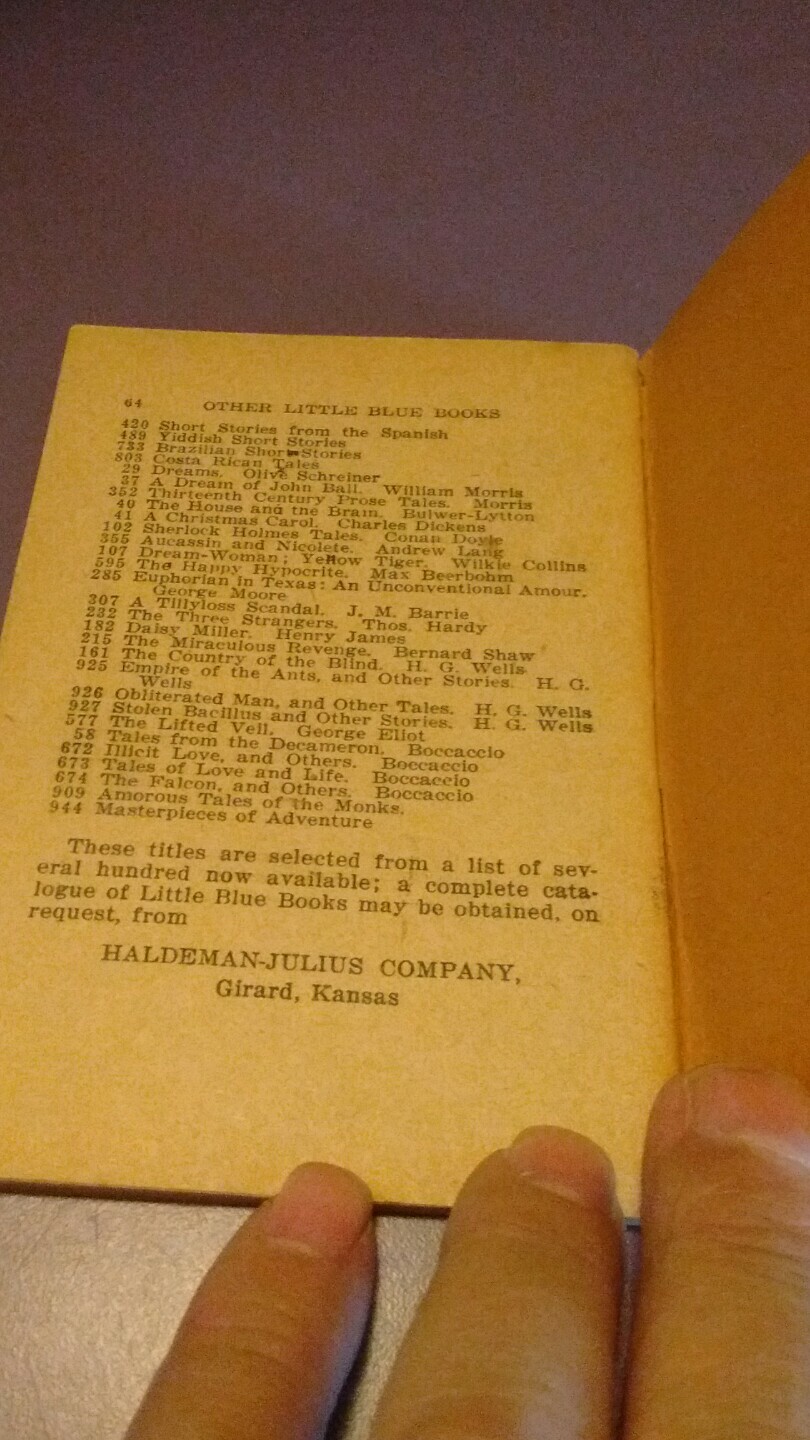 64 OTHER LITTLE BLUE BOOKS
420 Short Stories from the Spanish
489 Yiddish Short Stories
733 Brazilian Short Stories
803 Costa Rican Tales
29 Dreams. Olive Schreiner
37 A Dream of John Ball. William Morris
352 Thirteenth Century Prose Tales. Morris
40 The House and the Brain. Bulwer-Lytton
41 A Christmas Carol. Charles Dickens
102 Sherlock Holmes Tales. Conan Doyle
355 Aucassin and Nicolete. Andrew Lang
107 Dream-Woman; Yellow Tiger. Wilkie Collins
595 The Happy Hypocrite. Max Beerbohm
285 Euphorian in Texas: An Unconventional Amour.
George Moore
307 A Tillyloss Scandal. J. M. Barrie
232 The Three Strangers. Thos. Hardy
182 Daisy Miller. Henry James
215 The Miraculous Revenge. Bernard Shaw
161 The Country of the Blind. H. G. Wells
925 Empire of the Ants, and Other Stories. H. G.
Wells
926 Obliterated Man, and Other Tales. H. G. Wells
927 Stolen Bacillus and Other Stories. H. G. Wells
577 The Lifted Veil. George Eliot
58 Tales from the Decameron. Boccaccio
672 Illicit Love, and Others. Boccaccio
673 Tales of Love and Life. Boccaccio
674 The Falcon, and Others. Boccaccio
909 Amorous Tales of the Monks.
944 Masterpieces of Adventure
These titles are selected from a list of sev-
eral hundred now available; a complete cata-
logue of Little Blue Books may be obtained, on
request, from
HALDEMAN-JULIUS COMPANY,
Girard, Kansas